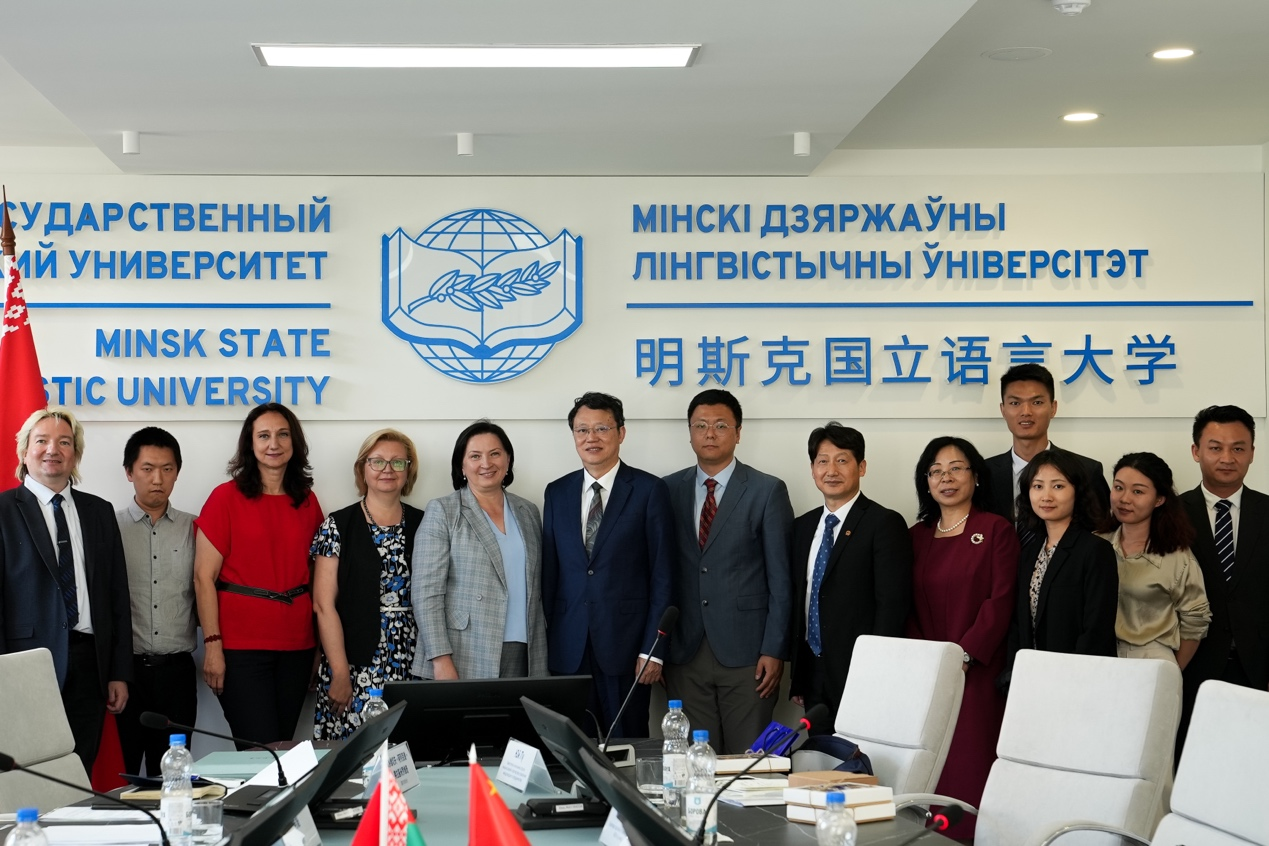 СУДАРСТВЕННЫЙ
КИЙ УНИВЕРСИТЕТ
MINSK STATE
STIC UNIVERSITY
МІНСКІ ДЗЯРЖАЎНЫ
ЛІНГВІСТЫЧНЫ ЎНІВЕРСІТЭТ
明斯克国立语言大学